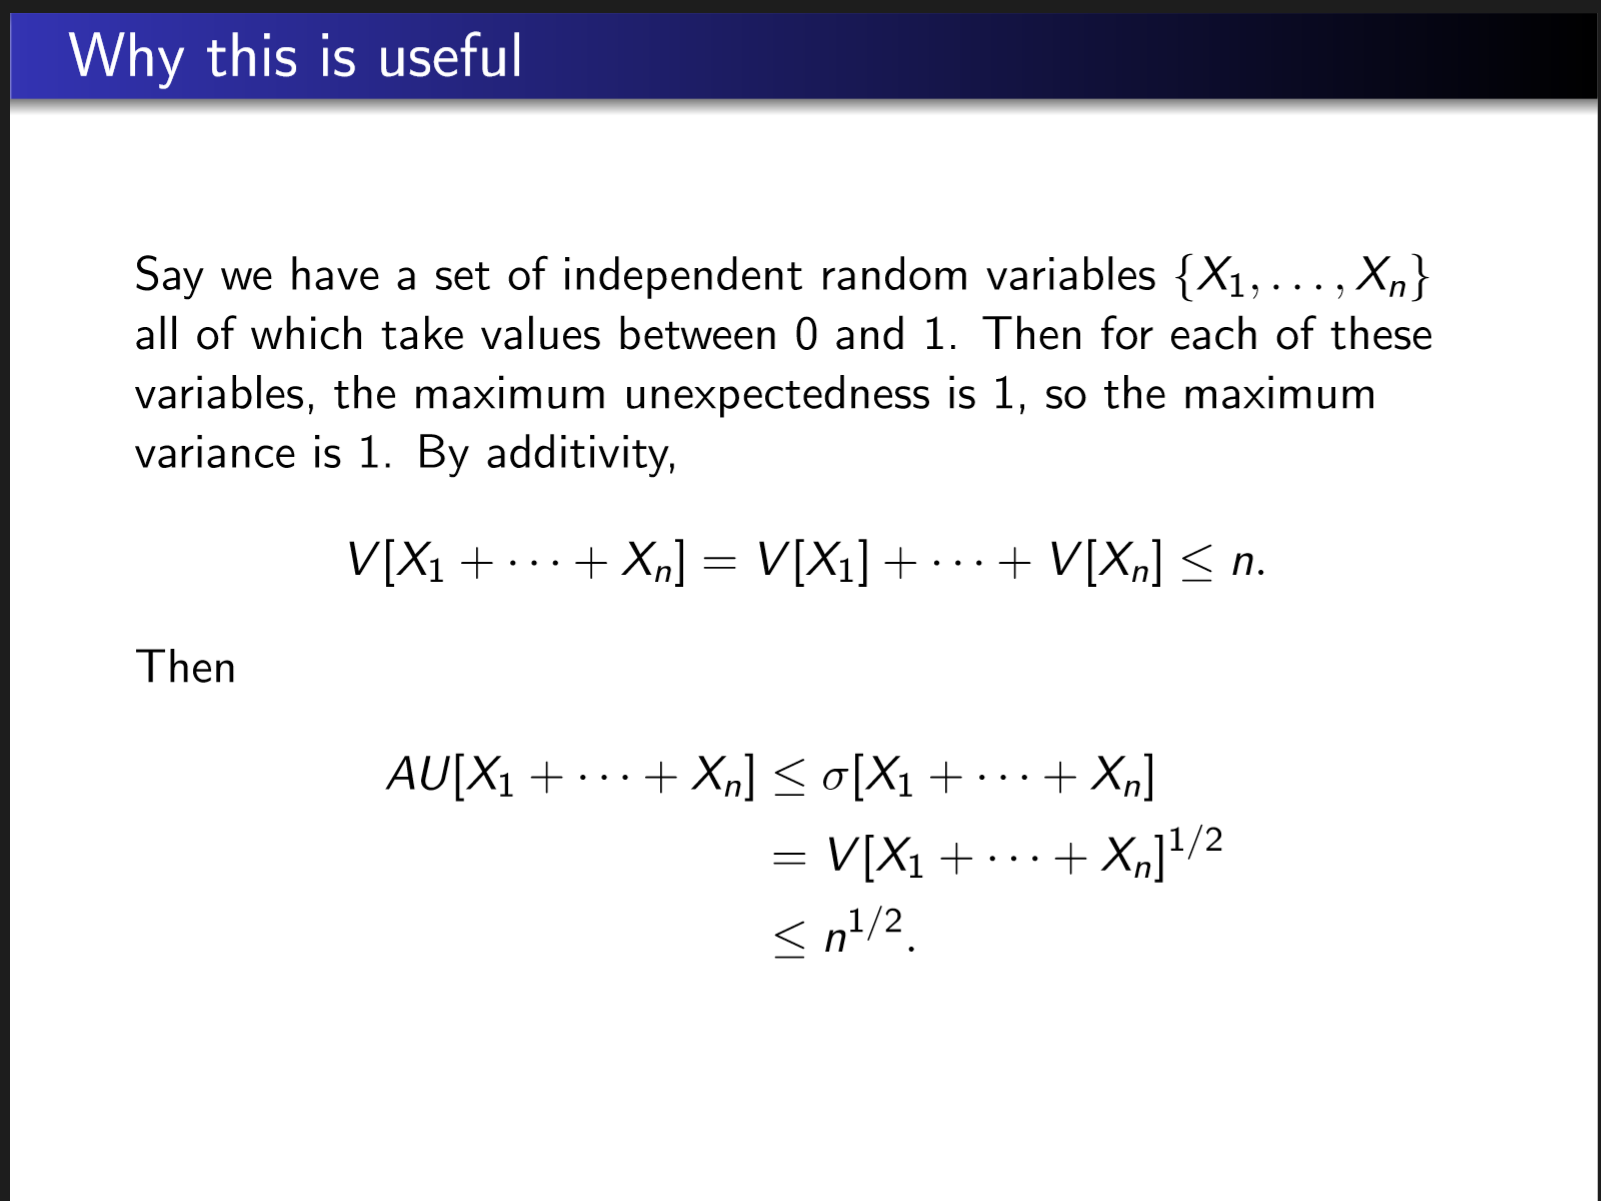 Why this is useful
Say we have a set of independent random variables {X₁, . . . , Xₙ}
all of which take values between 0 and 1. Then for each of these
variables, the maximum unexpectedness is 1, so the maximum
variance is 1. By additivity,
V[X₁ + · · · + Xₙ] = V[X₁] + · · · + V[Xₙ] ≤ n.
Then
AU[X₁ + · · · + Xₙ] ≤ σ[X₁ + · · · + Xₙ]
= V[X₁ + · · · + Xₙ]^{1/2}
≤ n^{1/2}.